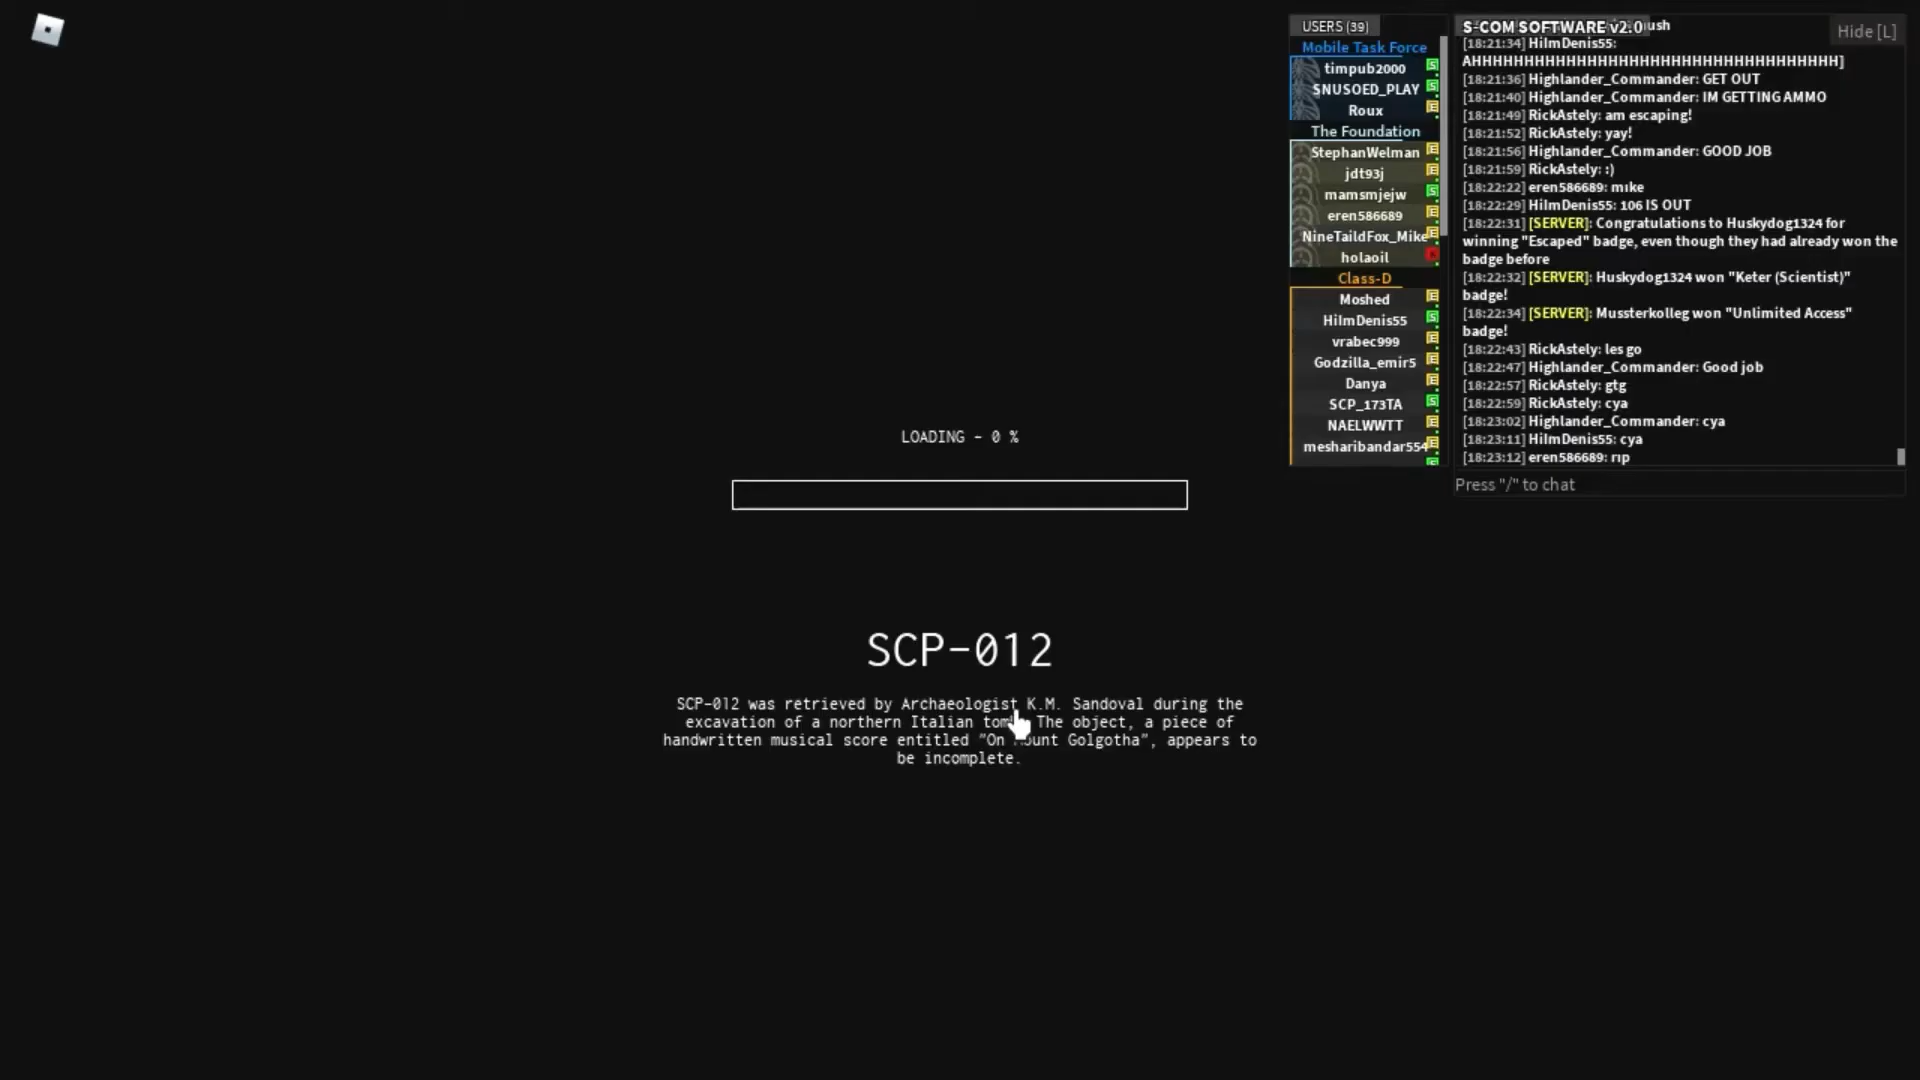 USERS (39)
Mobile Task Force
timpub2000
SNUSOED_PLAY
Roux
The Foundation
StephanWelman
jdt93j
mamsmjejw
eren586689
NineTaildFox_Mike
holaoil
Class-D
Moshed
HiImDenis55
vrabec999
Godzilla_emir5
Danya
SCP_173TA
NAELWWTT
mesharibandar554
S-COM SOFTWARE v2.0
Hide [L]
[18:21:34] HiImDenis55:
AHHHHHHHHHHHHHHHHHHHHHHHHHHHHHHHHHHH]
[18:21:36] Highlander_Commander: GET OUT
[18:21:40] Highlander_Commander: IM GETTING AMMO
[18:21:49] RickAstely: am escaping!
[18:21:52] RickAstely: yay!
[18:21:56] Highlander_Commander: GOOD JOB
[18:21:59] RickAstely: :)
[18:22:22] eren586689: mıke
[18:22:29] HiImDenis55: 106 IS OUT
[18:22:31] [SERVER]: Congratulations to Huskydog1324 for
winning "Escaped" badge, even though they had already won the
badge before
[18:22:32] [SERVER]: Huskydog1324 won "Keter (Scientist)"
badge!
[18:22:34] [SERVER]: Mussterkolleg won "Unlimited Access"
badge!
[18:22:43] RickAstely: les go
[18:22:47] Highlander_Commander: Good job
[18:22:57] RickAstely: gtg
[18:22:59] RickAstely: cya
[18:23:02] Highlander_Commander: cya
[18:23:11] HiImDenis55: cya
[18:23:12] eren586689: rıp
Press "/" to chat
LOADING - 0 %
SCP-012
SCP-012 was retrieved by Archaeologist K.M. Sandoval during the
excavation of a northern Italian The object, a piece of
handwritten musical score entitled "On Golgotha", appears to
be incomplete.